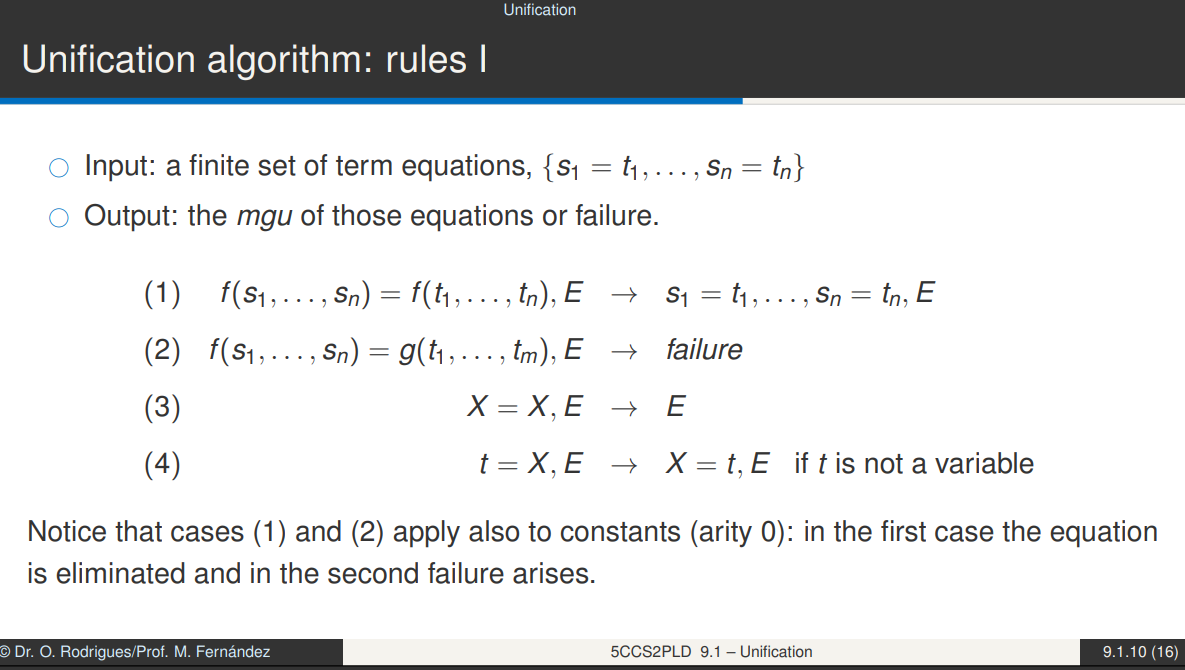 Unification
Unification algorithm: rules I
Input: a finite set of term equations, {s₁ = t₁, . . . , sₙ = tₙ}
Output: the mgu of those equations or failure.
(1) f(s₁, . . . , sₙ) = f(t₁, . . . , tₙ), E → s₁ = t₁, . . . , sₙ = tₙ, E
(2) f(s₁, . . . , sₙ) = g(t₁, . . . , tₘ), E → failure
(3) X = X, E → E
(4) t = X, E → X = t, E if t is not a variable
Notice that cases (1) and (2) apply also to constants (arity 0): in the first case the equation
is eliminated and in the second failure arises.
© Dr. O. Rodrigues/Prof. M. Fernández 5CCS2PLD 9.1 – Unification 9.1.10 (16)